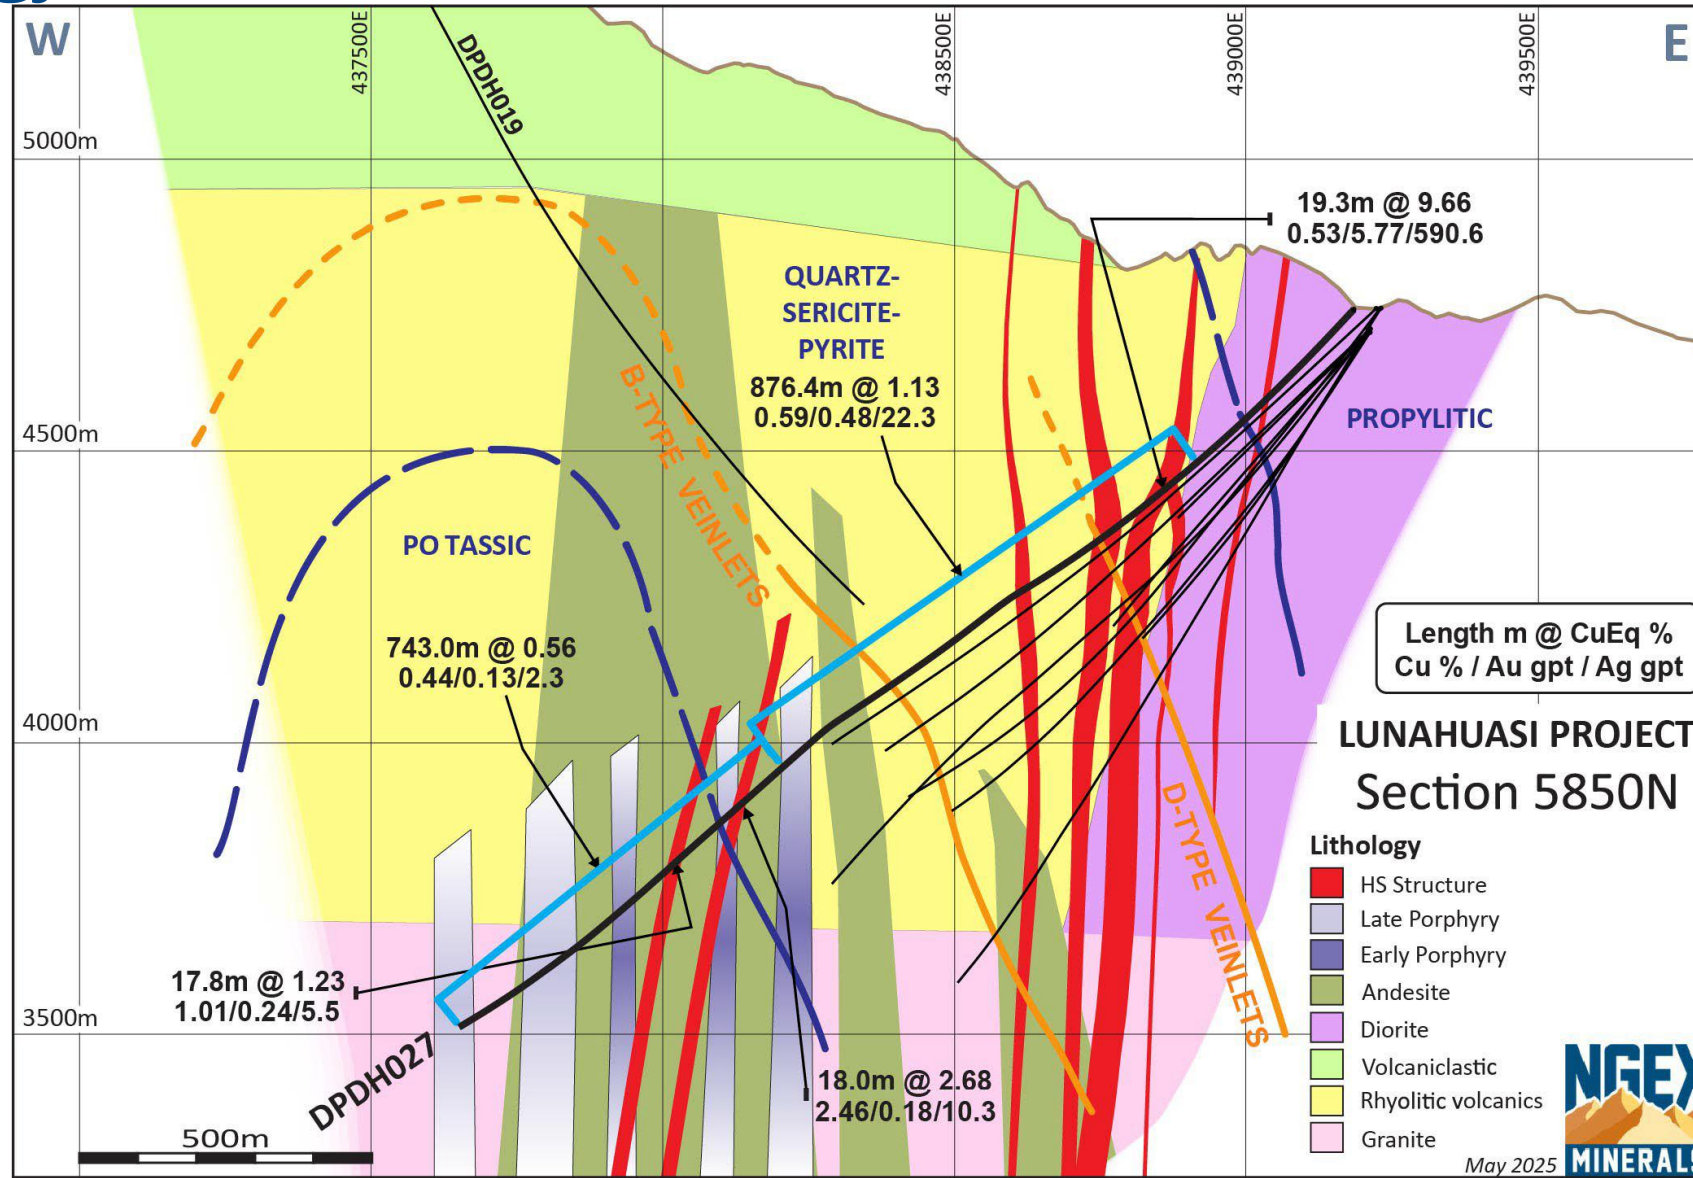 W
E
437500E
438500E
439000E
439500E
DPDH019
5000m
4500m
4000m
3500m
19.3m @ 9.66
0.53/5.77/590.6
QUARTZ-
SERICITE-
PYRITE
876.4m @ 1.13
0.59/0.48/22.3
PROPYLITIC
B-TYPE VEINLETS
PO TASSIC
743.0m @ 0.56
0.44/0.13/2.3
Length m @ CuEq %
Cu % / Au gpt / Ag gpt
LUNAHUASI PROJECT
Section 5850N
D-TYPE VEINLETS
Lithology
HS Structure
Late Porphyry
Early Porphyry
Andesite
Diorite
Volcaniclastic
Rhyolitic volcanics
Granite
17.8m @ 1.23
1.01/0.24/5.5
DPDH027
18.0m @ 2.68
2.46/0.18/10.3
500m
May 2025
NGEX
MINERALS